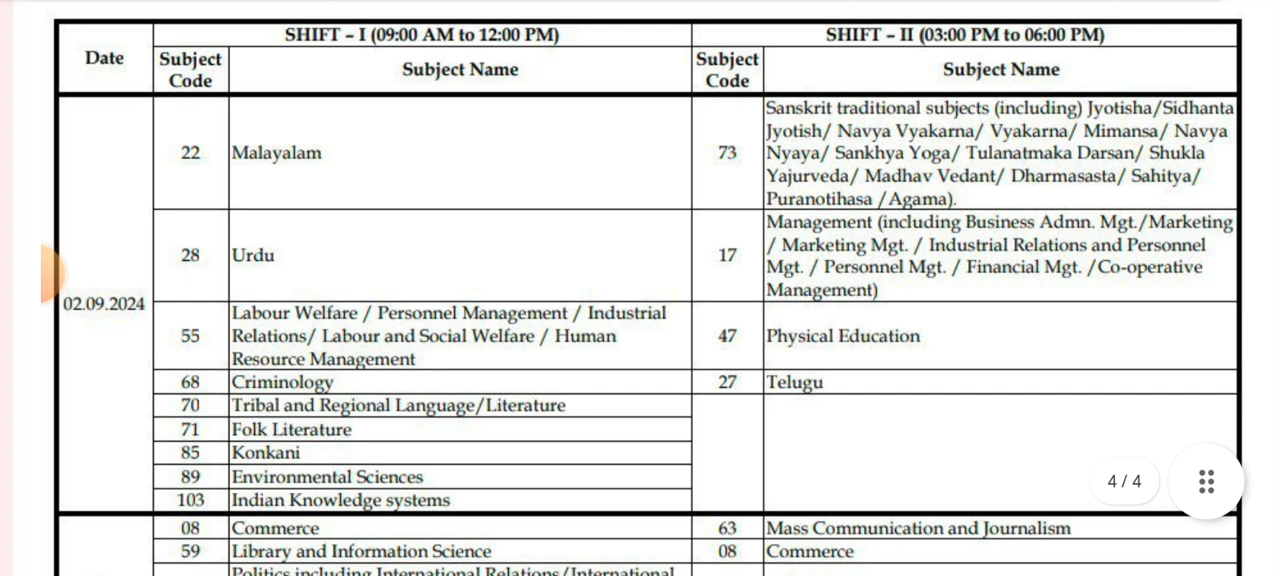 SHIFT – I (09:00 AM to 12:00 PM) SHIFT – II (03:00 PM to 06:00 PM)
Date Subject Code Subject Name Subject Code Subject Name
02.09.2024
22 Malayalam
73 Sanskrit traditional subjects (including) Jyotisha/Sidhanta
Jyotish/ Navya Vyakarna/ Vyakarna/ Mimansa/ Navya
Nyaya/ Sankhya Yoga/ Tulanatmaka Darsan/ Shukla
Yajurveda/ Madhav Vedant/ Dharmasasta/ Sahitya/
Puranotihasa /Agama).
28 Urdu
17 Management (including Business Admn. Mgt./Marketing
/ Marketing Mgt. / Industrial Relations and Personnel
Mgt. / Personnel Mgt. / Financial Mgt. /Co-operative
Management)
55 Labour Welfare / Personnel Management / Industrial
Relations/ Labour and Social Welfare / Human
Resource Management
47 Physical Education
68 Criminology 27 Telugu
70 Tribal and Regional Language/Literature
71 Folk Literature
85 Konkani
89 Environmental Sciences
103 Indian Knowledge systems
4 / 4
08 Commerce 63 Mass Communication and Journalism
59 Library and Information Science 08 Commerce
Politics including International Relations/International